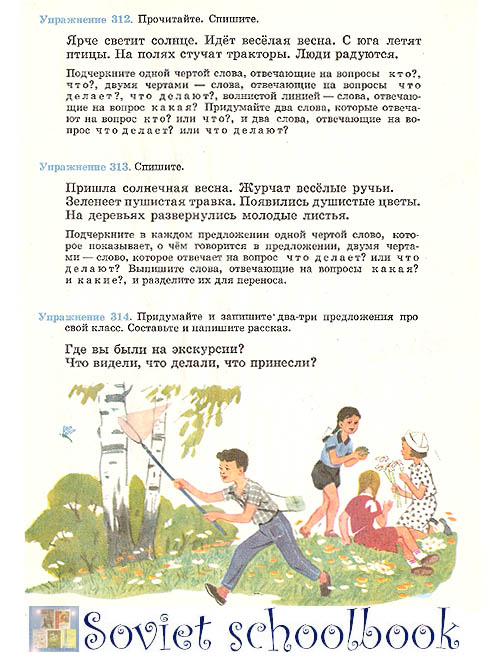 Упражнение 312. Прочитайте. Спишите.
Ярче светит солнце. Идёт весёлая весна. С юга летят
птицы. На полях стучат тракторы. Люди радуются.
Подчеркните одной чертой слова, отвечающие на вопросы кто?,
что?, двумя чертами — слова, отвечающие на вопросы что
делает?, что делают?, волнистой линией — слова, отвечаю-
щие на вопрос какая? Придумайте два слова, которые отвеча-
ют на вопрос кто? или что?, и два слова, отвечающие на во-
прос что делает? или что делают?
Упражнение 313. Спишите.
Пришла солнечная весна. Журчат весёлые ручьи.
Зеленеет пушистая травка. Появились душистые цветы.
На деревьях развернулись молодые листья.
Подчеркните в каждом предложении одной чертой слово, кото-
рое показывает, о чём говорится в предложении, двумя черта-
ми — слово, которое отвечает на вопрос что делает? или что
делают? Выпишите слова, отвечающие на вопросы какая?
и какие?, и разделите их для переноса.
Упражнение 314. Придумайте и запишите два-три предложения про
свой класс. Составьте и напишите рассказ.
Где вы были на экскурсии?
Что видели, что делали, что принесли?
Soviet schoolbook